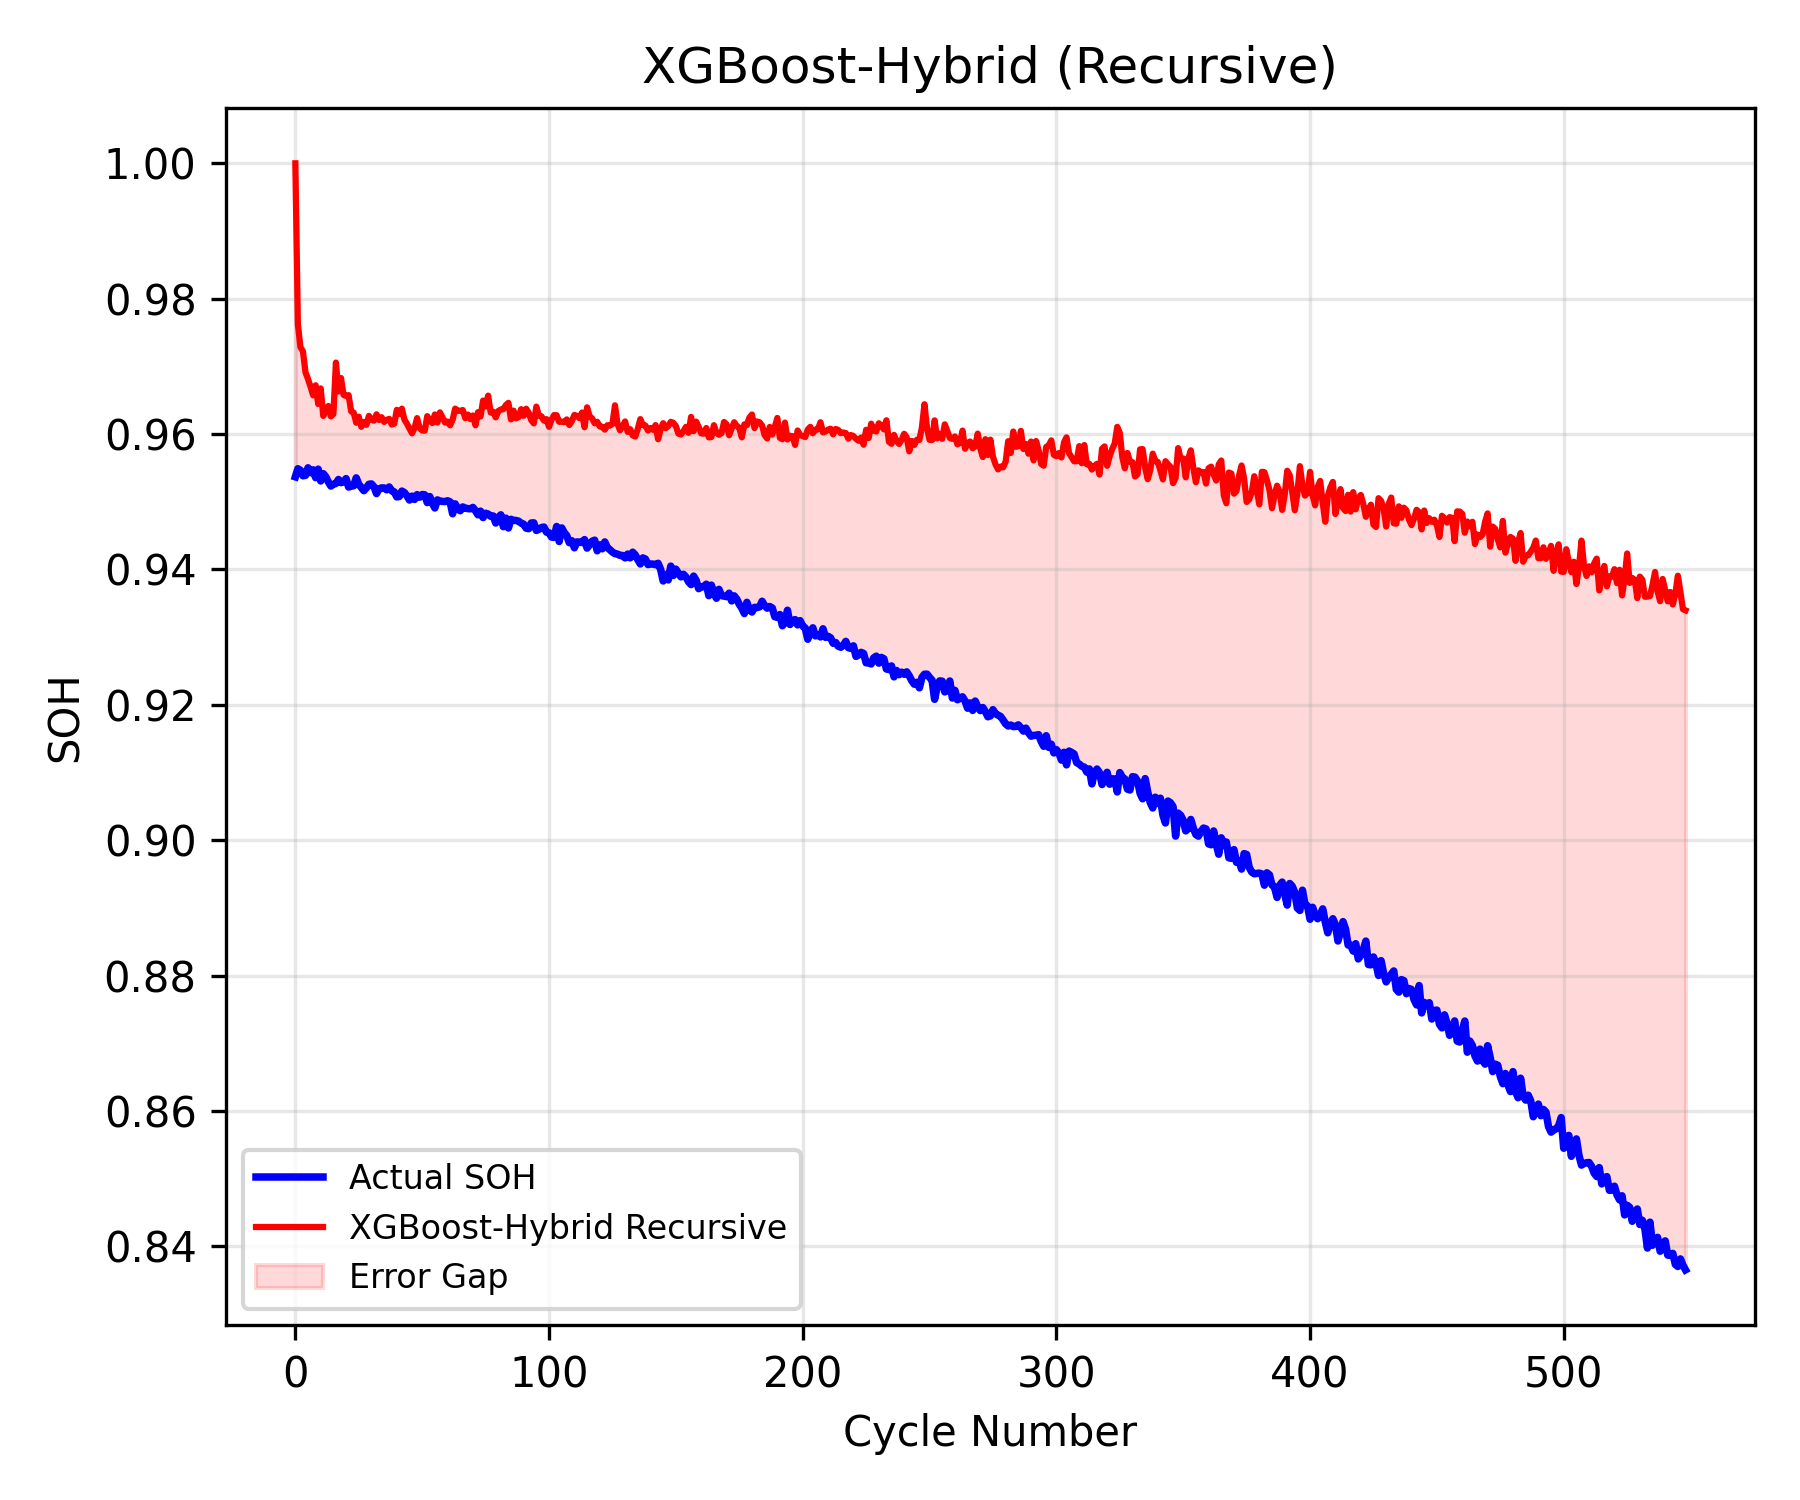 XGBoost-Hybrid (Recursive)
1.00
0.98
0.96
0.94
0.92
0.90
0.88
0.86
0.84
SOH
Actual SOH
XGBoost-Hybrid Recursive
Error Gap
0 100 200 300 400 500
Cycle Number